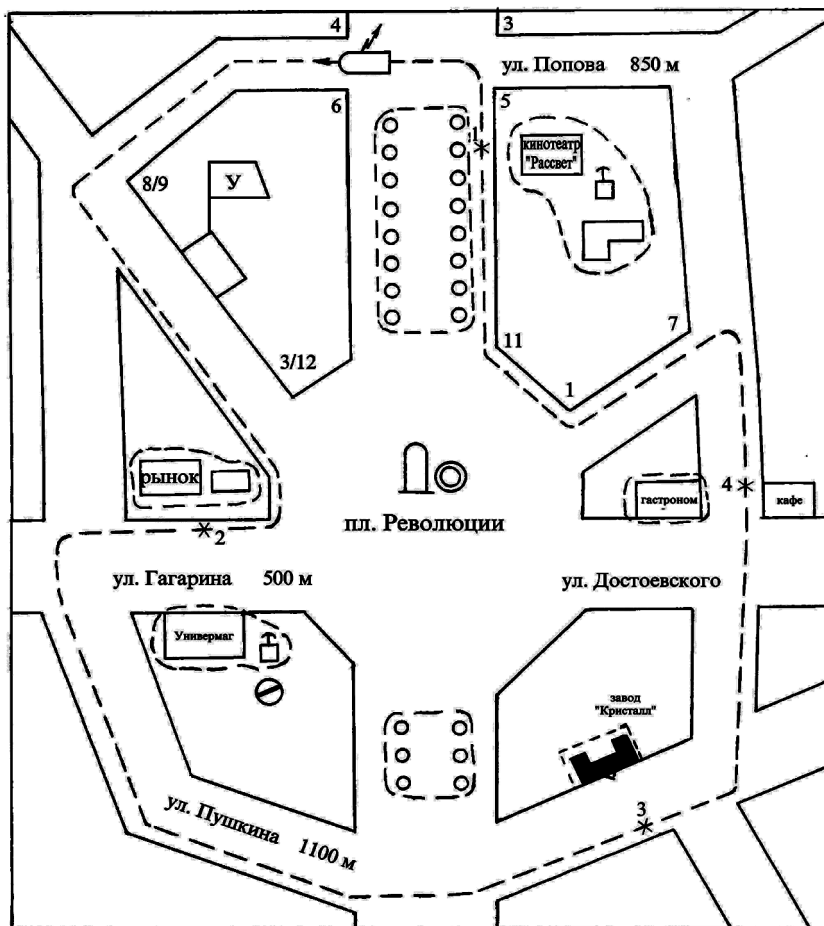 4
3
ул. Попова 850 м
6
5
1
кинотеатр
"Рассвет"
8/9
У
7
11
3/12
1
рынок
4
гастроном
кафе
2
пл. Революции
ул. Гагарина 500 м
ул. Достоевского
Универмаг
завод
"Кристалл"
3
ул. Пушкина 1100 м